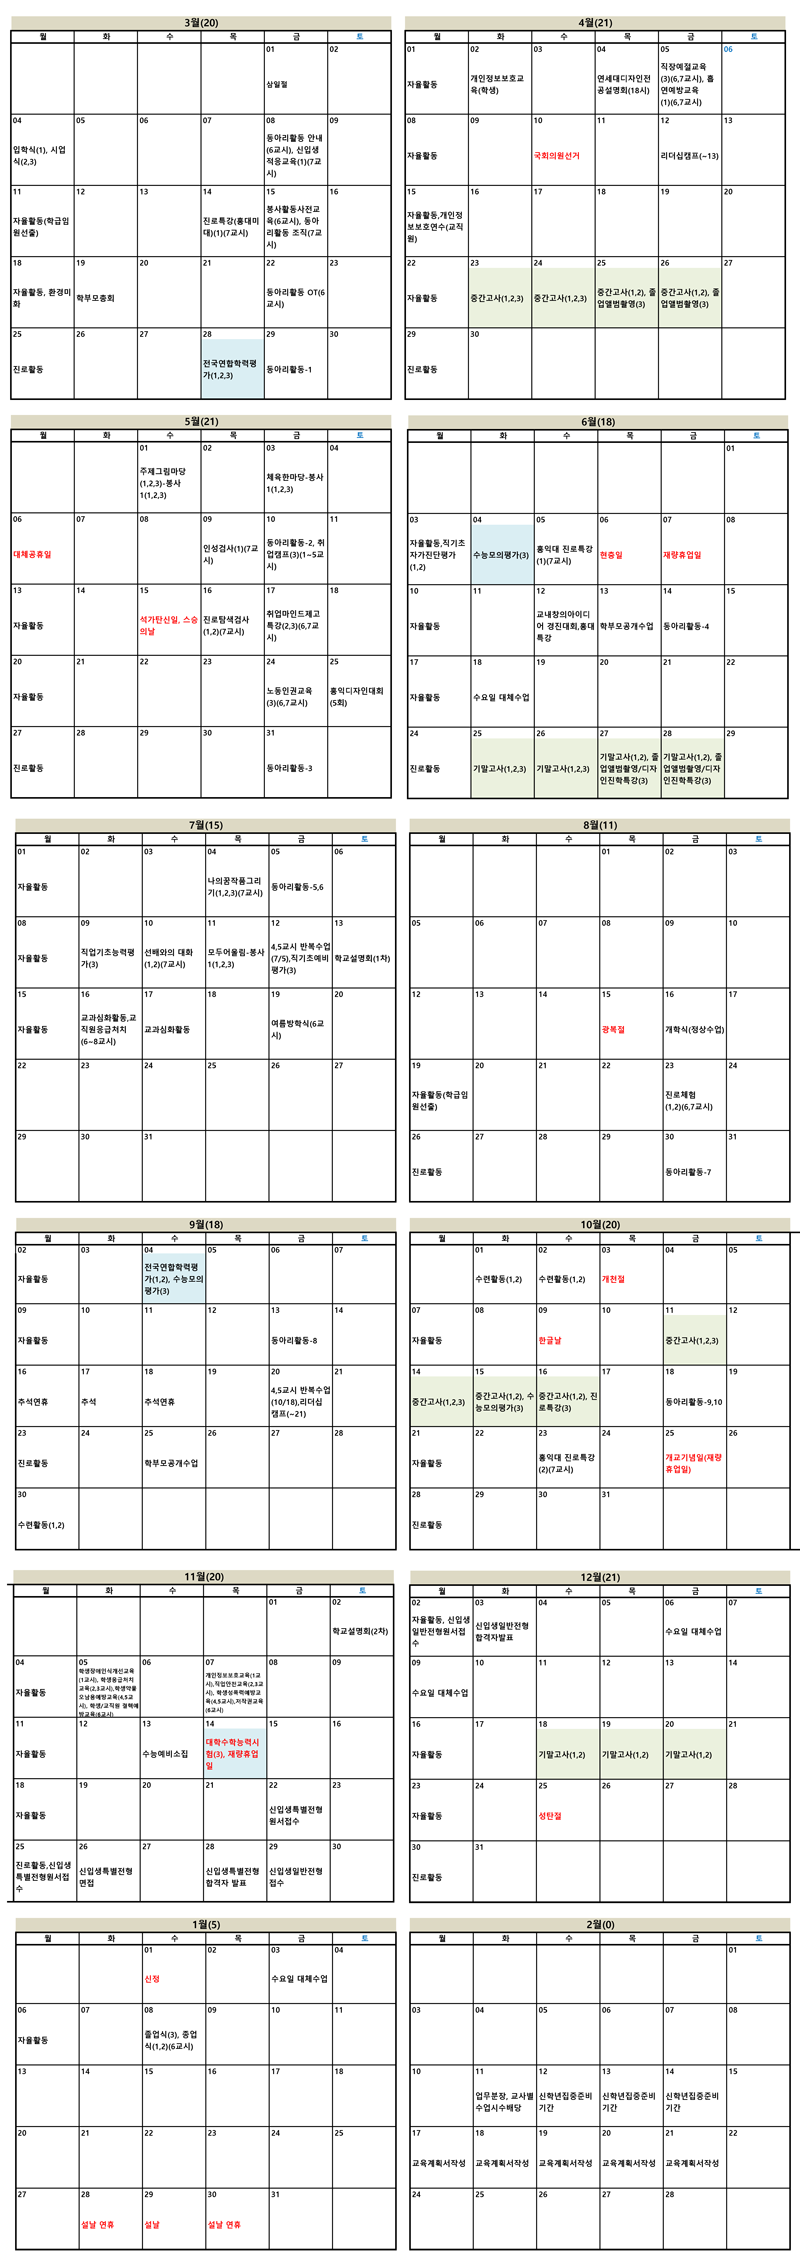 3월(20)
월 화 수 목 금 토
01 02
삼일절
04 05 06 07 08 09
입학식(1), 시업
식(2,3)
동아리활동 안내
(6교시), 신입생
적응교육(1)(7교
시)
11 12 13 14 15 16
자율활동(학급임
원선출)
진로특강(홍대미
대)(1)(7교시)
봉사활동사전교
육(6교시), 동아
리활동 조직(7교
시)
18 19 20 21 22 23
자율활동, 환경미
화
학부모총회
동아리활동 OT(6
교시)
25 26 27 28 29 30
진로활동
전국연합학력평
가(1,2,3)
동아리활동-1
4월(21)
월 화 수 목 금 토
01 02 03 04 05 06
자율활동
개인정보보호교
육(학생)
연세대디자인전
공설명회(18시)
직장예절교육
(3)(6,7교시), 흡
연예방교육
(1)(6,7교시)
08 09 10 11 12 13
자율활동
국회의원선거
리더십캠프(~13)
15 16 17 18 19 20
자율활동,개인정
보보호연수(교직
원)
22 23 24 25 26 27
자율활동
중간고사(1,2,3)
중간고사(1,2,3)
중간고사(1,2), 졸
업앨범촬영(3)
중간고사(1,2), 졸
업앨범촬영(3)
29 30
진로활동
5월(21)
월 화 수 목 금 토
01 02 03 04
주제그림마당
(1,2,3)-봉사
1(1,2,3)
체육한마당-봉사
1(1,2,3)
06 07 08 09 10 11
대체공휴일
인성검사(1)(7교
시)
동아리활동-2, 취
업캠프(3)(1~5교
시)
13 14 15 16 17 18
자율활동
석가탄신일, 스승
의날
진로탐색검사
(1,2)(7교시)
취업마인드제고
특강(2,3)(6,7교
시)
20 21 22 23 24 25
자율활동
노동인권교육
(3)(6,7교시)
홍익디자인대회
(5회)
27 28 29 30 31
진로활동
동아리활동-3
6월(18)
월 화 수 목 금 토
01
03 04 05 06 07 08
자율활동,직기초
자가진단평가
(1,2)
수능모의평가(3)
홍익대 진로특강
(1)(7교시)
현충일
재량휴업일
10 11 12 13 14 15
자율활동
교내창의아이디
어 경진대회,홍대
특강
학부모공개수업
동아리활동-4
17 18 19 20 21 22
자율활동
수요일 대체수업
24 25 26 27 28 29
진로활동
기말고사(1,2,3)
기말고사(1,2,3)
기말고사(1,2), 졸
업앨범촬영/디자
인진학특강(3)
기말고사(1,2), 졸
업앨범촬영/디자
인진학특강(3)
7월(15)
월 화 수 목 금 토
01 02 03 04 05 06
자율활동
나의꿈작품그리
기(1,2,3)(7교시)
동아리활동-5,6
08 09 10 11 12 13
자율활동
직업기초능력평
가(3)
선배와의 대화
(1,2)(7교시)
모두어울림-봉사
1(1,2,3)
4,5교시 반복수업
(7/5),직기초예비
평가(3)
학교설명회(1차)
15 16 17 18 19 20
자율활동
교과심화활동,교
직원응급처치
(6~8교시)
교과심화활동
여름방학식(6교
시)
22 23 24 25 26 27
29 30 31
8월(11)
월 화 수 목 금 토
01 02 03
05 06 07 08 09 10
12 13 14 15 16 17
광복절
개학식(정상수업)
19 20 21 22 23 24
자율활동(학급임
원선출)
진로체험
(1,2)(6,7교시)
26 27 28 29 30 31
진로활동
동아리활동-7
9월(18)
월 화 수 목 금 토
02 03 04 05 06 07
자율활동
전국연합학력평
가(1,2), 수능모의
평가(3)
09 10 11 12 13 14
자율활동
동아리활동-8
16 17 18 19 20 21
추석연휴
추석
추석연휴
4,5교시 반복수업
(10/18),리더십
캠프(~21)
23 24 25 26 27 28
진로활동
학부모공개수업
30
수련활동(1,2)
10월(20)
월 화 수 목 금 토
01 02 03 04 05
수련활동(1,2)
수련활동(1,2)
개천절
07 08 09 10 11 12
자율활동
한글날
중간고사(1,2,3)
14 15 16 17 18 19
중간고사(1,2,3)
중간고사(1,2), 수
능모의평가(3)
중간고사(1,2), 진
로특강(3)
동아리활동-9,10
21 22 23 24 25 26
자율활동
홍익대 진로특강
(2)(7교시)
개교기념일(재량
휴업일)
28 29 30 31
진로활동
11월(20)
월 화 수 목 금 토
01 02
학교설명회(2차)
04 05 06 07 08 09
자율활동
학생장애인식개선교육
(1교시), 학생응급처치
교육(2,3교시),학생약물
오남용예방교육(4,5교
시), 학생/교직원 결핵예
방교육(6교시)
개인정보보호교육(1교
시),직업안전교육(2,3교
시), 학생성폭력예방교
육(4,5교시),저작권교육
(6교시)
11 12 13 14 15 16
자율활동
수능예비소집
대학수학능력시
험(3), 재량휴업
일
18 19 20 21 22 23
자율활동
신입생특별전형
원서접수
25 26 27 28 29 30
진로활동,신입생
특별전형원서접
수
신입생특별전형
면접
신입생특별전형
합격자 발표
신입생일반전형
접수
12월(21)
월 화 수 목 금 토
02 03 04 05 06 07
자율활동, 신입생
일반전형원서접
수
신입생일반전형
합격자발표
수요일 대체수업
09 10 11 12 13 14
수요일 대체수업
16 17 18 19 20 21
자율활동
기말고사(1,2)
기말고사(1,2)
기말고사(1,2)
23 24 25 26 27 28
자율활동
성탄절
30 31
진로활동
1월(5)
월 화 수 목 금 토
01 02 03 04
신정
수요일 대체수업
06 07 08 09 10 11
자율활동
졸업식(3), 종업
식(1,2)(6교시)
13 14 15 16 17 18
20 21 22 23 24 25
27 28 29 30 31
설날 연휴
설날
설날 연휴
2월(0)
월 화 수 목 금 토
01
03 04 05 06 07 08
10 11 12 13 14 15
업무분장, 교사별
수업시수배당
신학년집중준비
기간
신학년집중준비
기간
신학년집중준비
기간
17 18 19 20 21 22
교육계획서작성
교육계획서작성
교육계획서작성
교육계획서작성
교육계획서작성
24 25 26 27 28